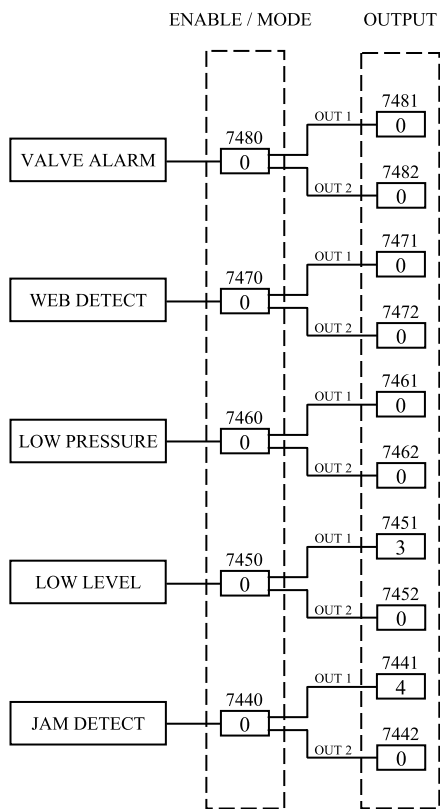 ENABLE / MODE
OUTPUT
7481
OUT 1
0
7480
VALVE ALARM
0
7482
OUT 2
0
7471
OUT 1
0
7470
WEB DETECT
0
7472
OUT 2
0
7461
OUT 1
0
7460
LOW PRESSURE
0
7462
OUT 2
0
7451
OUT 1
3
7450
LOW LEVEL
0
7452
OUT 2
0
7441
OUT 1
4
7440
JAM DETECT
0
7442
OUT 2
0